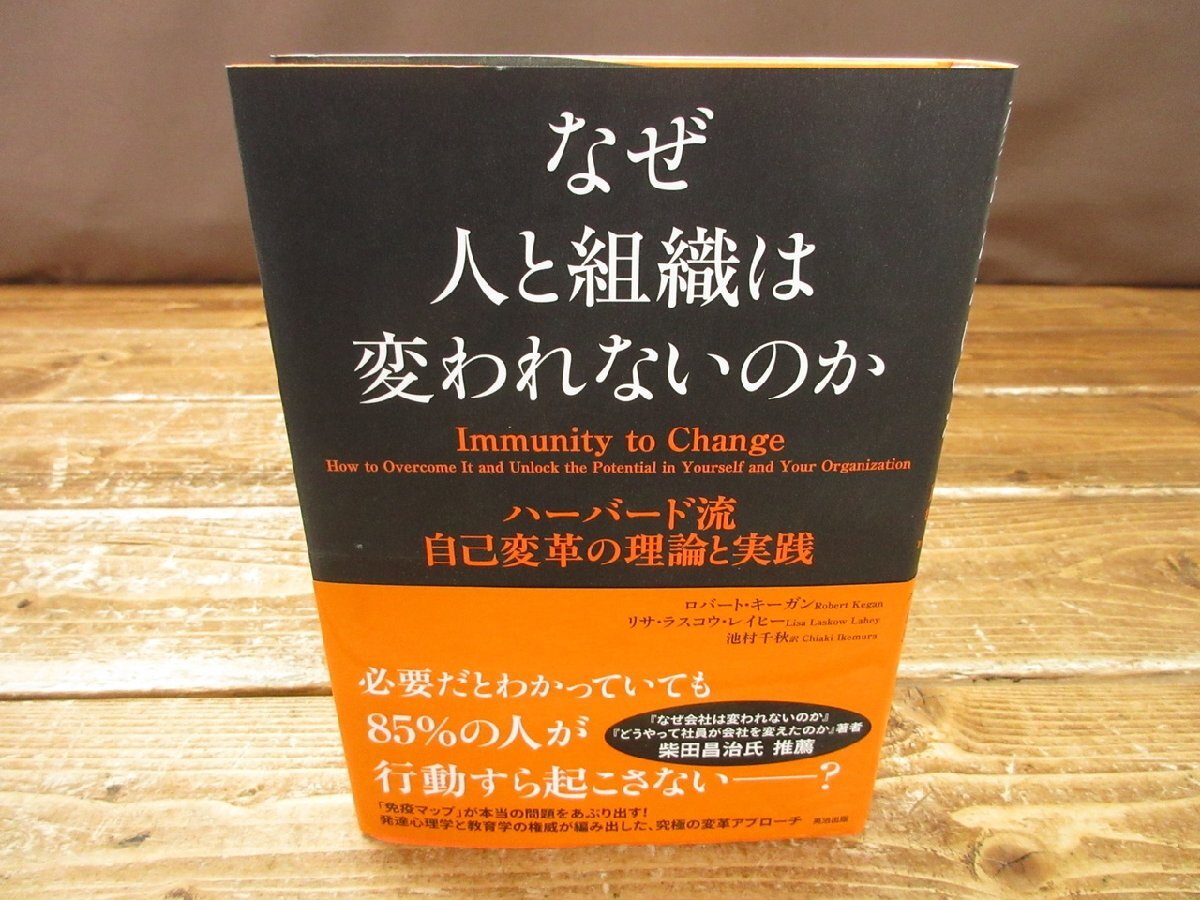 なぜ
人と組織は
変われないのか
Immunity to Change
How to Overcome It and Unlock the Potential in Yourself and Your Organization
ハーバード流
自己変革の理論と実践
ロバート・キーガン Robert Kegan
リサ・ラスコウ・レイヒー Lisa Laskow Lahey
池村千秋 訳 Chiaki Ikemura
必要だとわかっていても
85%の人が
行動すら起こさない——?
『なぜ会社は変われないのか』
『どうやって社員が会社を変えたのか』著者
柴田昌治氏 推薦
「免疫マップ」が本当の問題をあぶり出す!
発達心理学と教育学の権威が編み出した、究極の変革アプローチ
英治出版